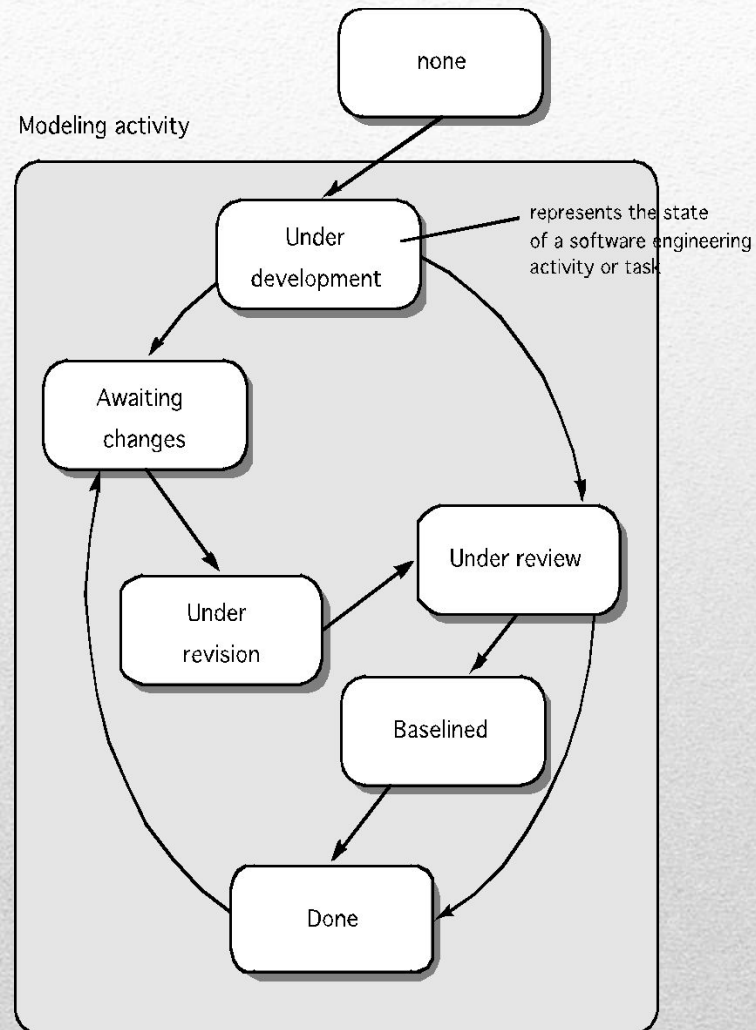 none
Modeling activity
represents the state
of a software engineering
activity or task
Under
development
Awaiting
changes
Under review
Under
revision
Baselined
Done